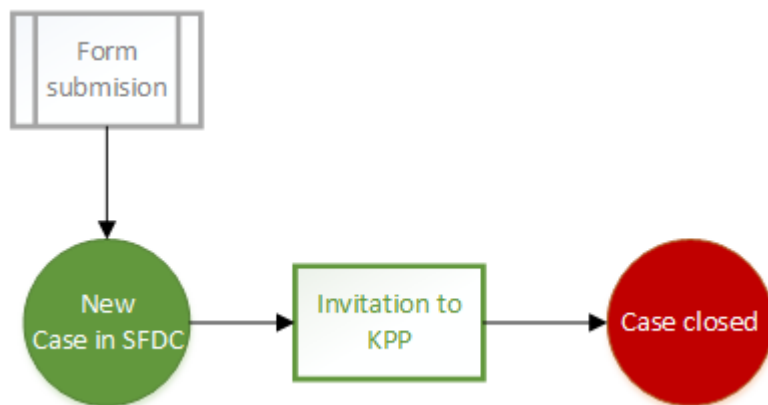 Form
submision
New
Case in SFDC
Invitation to
KPP
Case closed